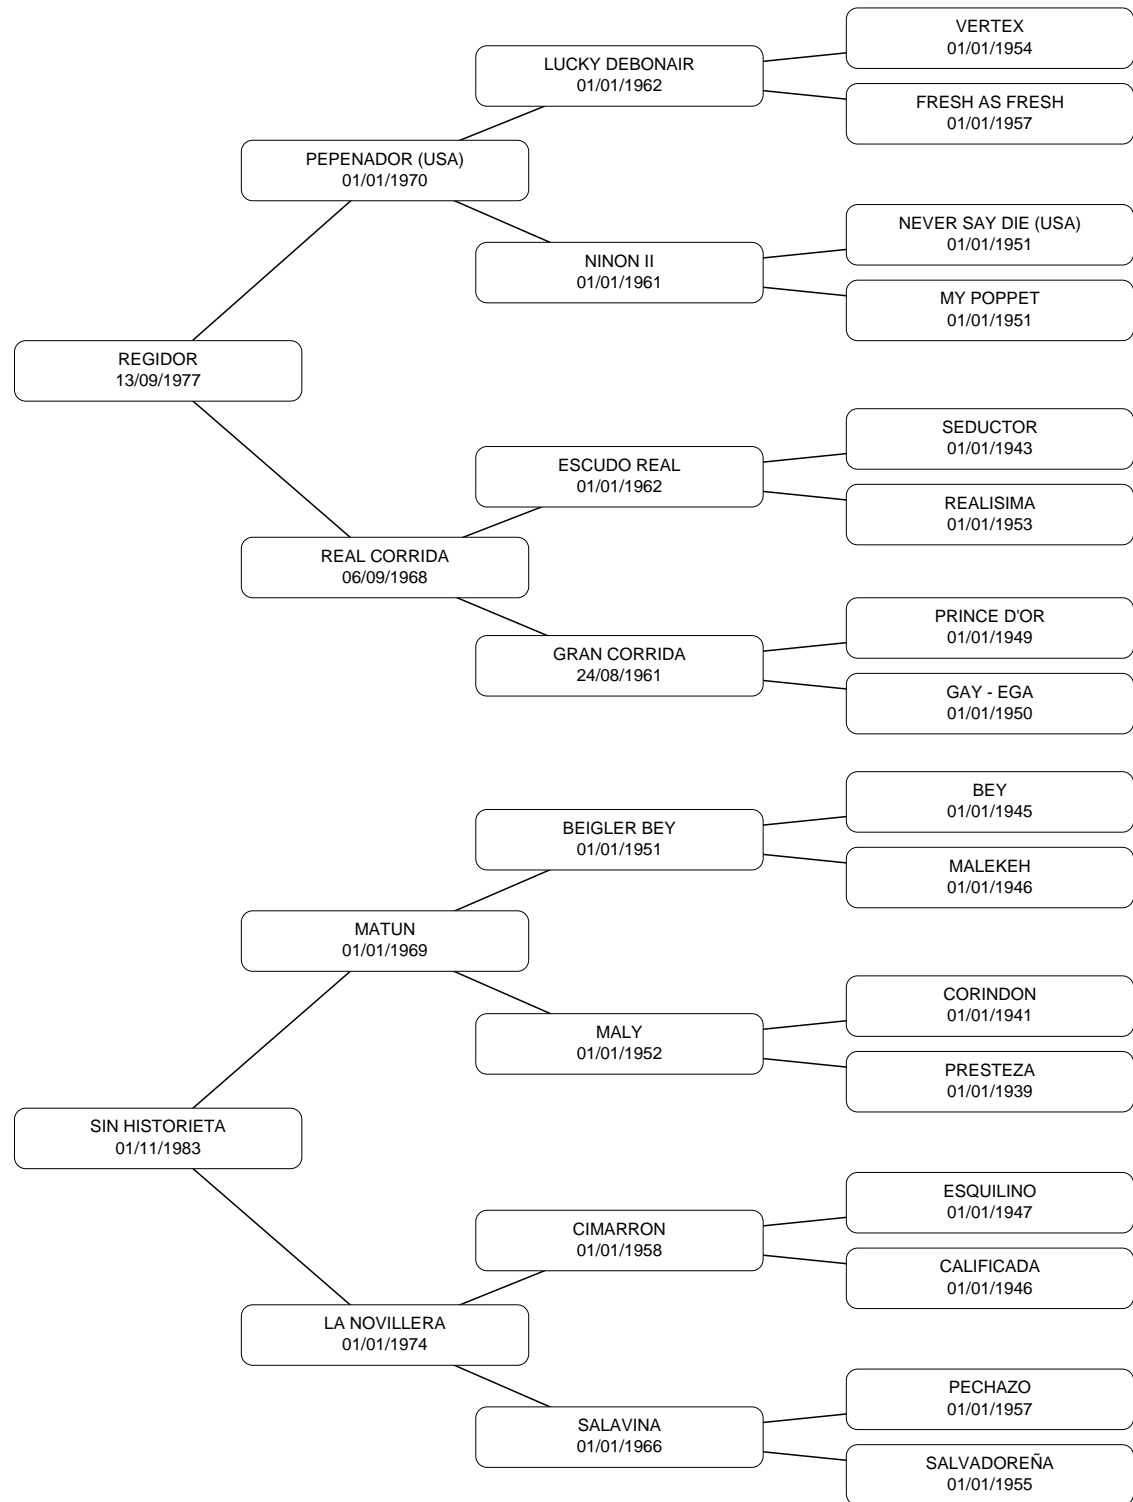 VERTEX
01/01/1954
LUCKY DEBONAIR
01/01/1962
FRESH AS FRESH
01/01/1957
PEPENADOR (USA)
01/01/1970
NEVER SAY DIE (USA)
01/01/1951
NINON II
01/01/1961
MY POPPET
01/01/1951
REGIDOR
13/09/1977
SEDUCTOR
01/01/1943
ESCUDO REAL
01/01/1962
REALISIMA
01/01/1953
REAL CORRIDA
06/09/1968
PRINCE D'OR
01/01/1949
GRAN CORRIDA
24/08/1961
GAY - EGA
01/01/1950
BEY
01/01/1945
BEIGLER BEY
01/01/1951
MALEKEH
01/01/1946
MATUN
01/01/1969
CORINDON
01/01/1941
MALY
01/01/1952
PRESTEZA
01/01/1939
SIN HISTORIETA
01/11/1983
ESQUILINO
01/01/1947
CIMARRON
01/01/1958
CALIFICADA
01/01/1946
LA NOVILLERA
01/01/1974
PECHAZO
01/01/1957
SALAVINA
01/01/1966
SALVADOREÑA
01/01/1955